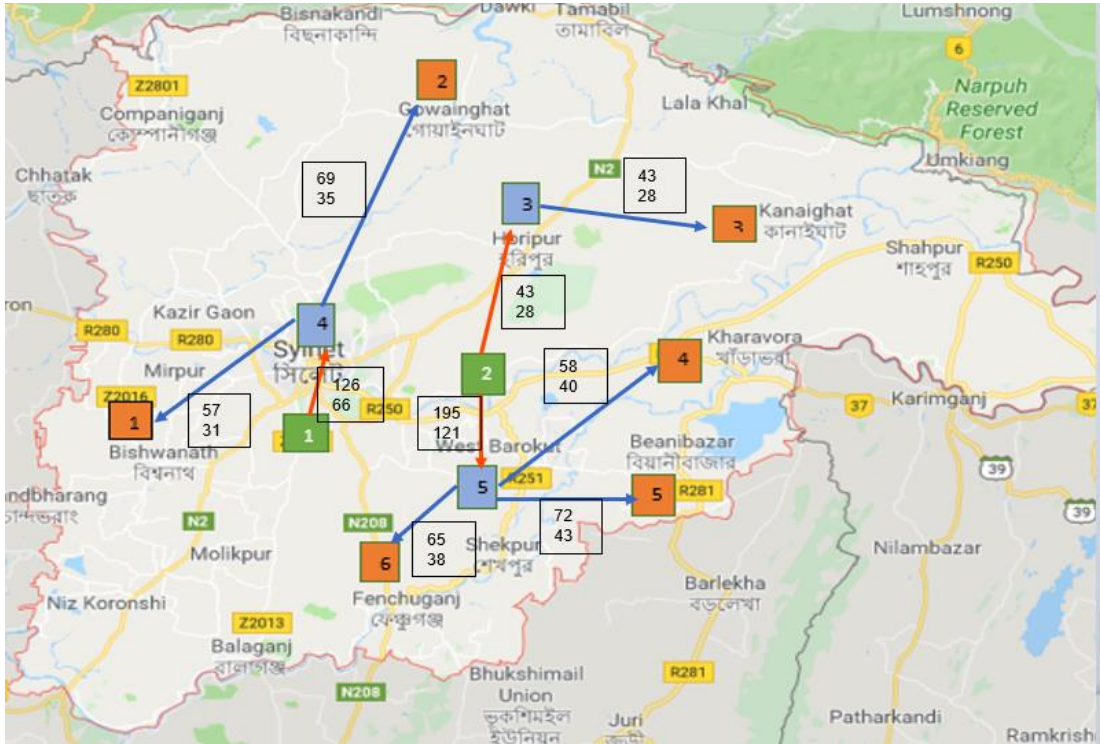 Bisnakandi
বিছনাকান্দি
Dawki
Tamabil
তামাবিল
Lumshnong
6
Z2801
2
Companiganj
কোম্পানীগঞ্জ
Gowainghat
গোয়াইনঘাট
Lala Khal
Narpuh
Reserved
Forest
Chhatak
ছাতক
69
35
N2
43
28
Umkiang
3
3
Kanaighat
কানাইঘাট
Horipur
হরিপুর
Shahpur
শাহপুর
R250
ron
Kazir Gaon
4
43
28
R280
R280
Sylhet
সিলেট
Mirpur
2
58
40
4
Kharavora
খাঁড়াভরা
Z2016
1
57
31
126
66
R250
195
121
37
Karimganj
37
1
Bishwanath
বিশ্বনাথ
West Barokut
Beanibazar
বিয়ানীবাজার
5
R251
5
R281
39
ndbharang
চান্দভরাং
N2
N208
72
43
39
Molikpur
65
38
6
Shekpur
শেখপুর
Nilambazar
Niz Koronshi
Fenchuganj
ফেঞ্চুগঞ্জ
Barlekha
বড়লেখা
Z2013
Balaganj
বালাগঞ্জ
N208
Bhukshimail
Union
ভূকশিমইল
ইউনিয়ন
R281
Juri
জুড়ী
Patharkandi
Ramkrish